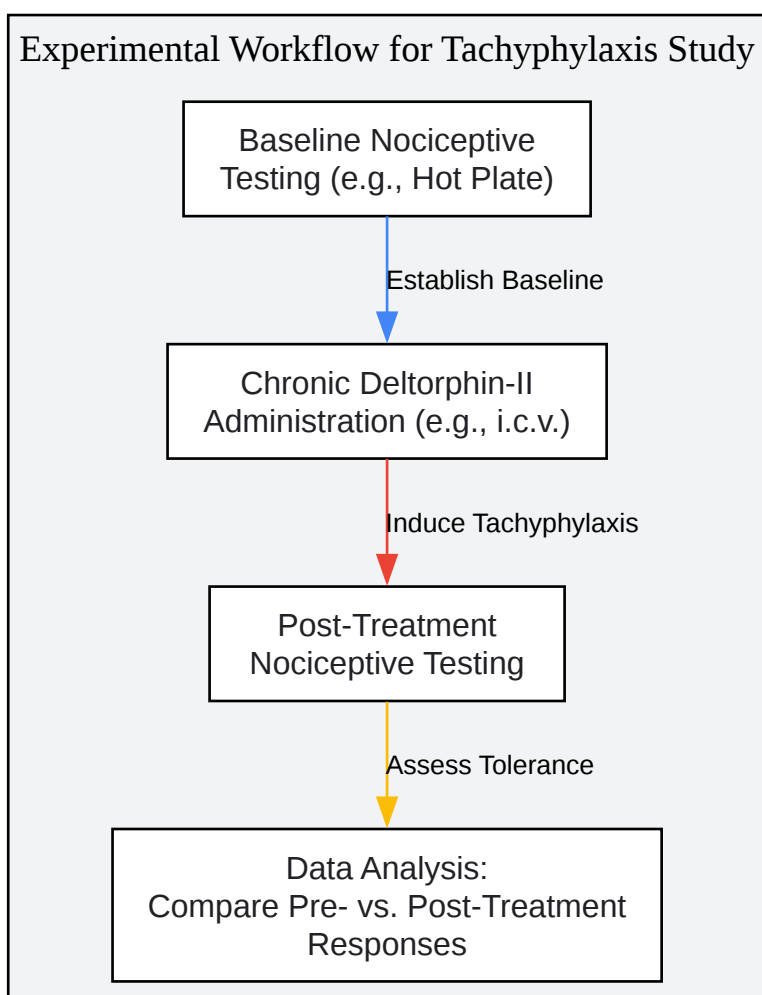 Experimental Workflow for Tachyphylaxis Study
Baseline Nociceptive
Testing (e.g., Hot Plate)
Establish Baseline
Chronic Deltorphin-II
Administration (e.g., i.c.v.)
Induce Tachyphylaxis
Post-Treatment
Nociceptive Testing
Assess Tolerance
Data Analysis:
Compare Pre- vs. Post-Treatment
Responses